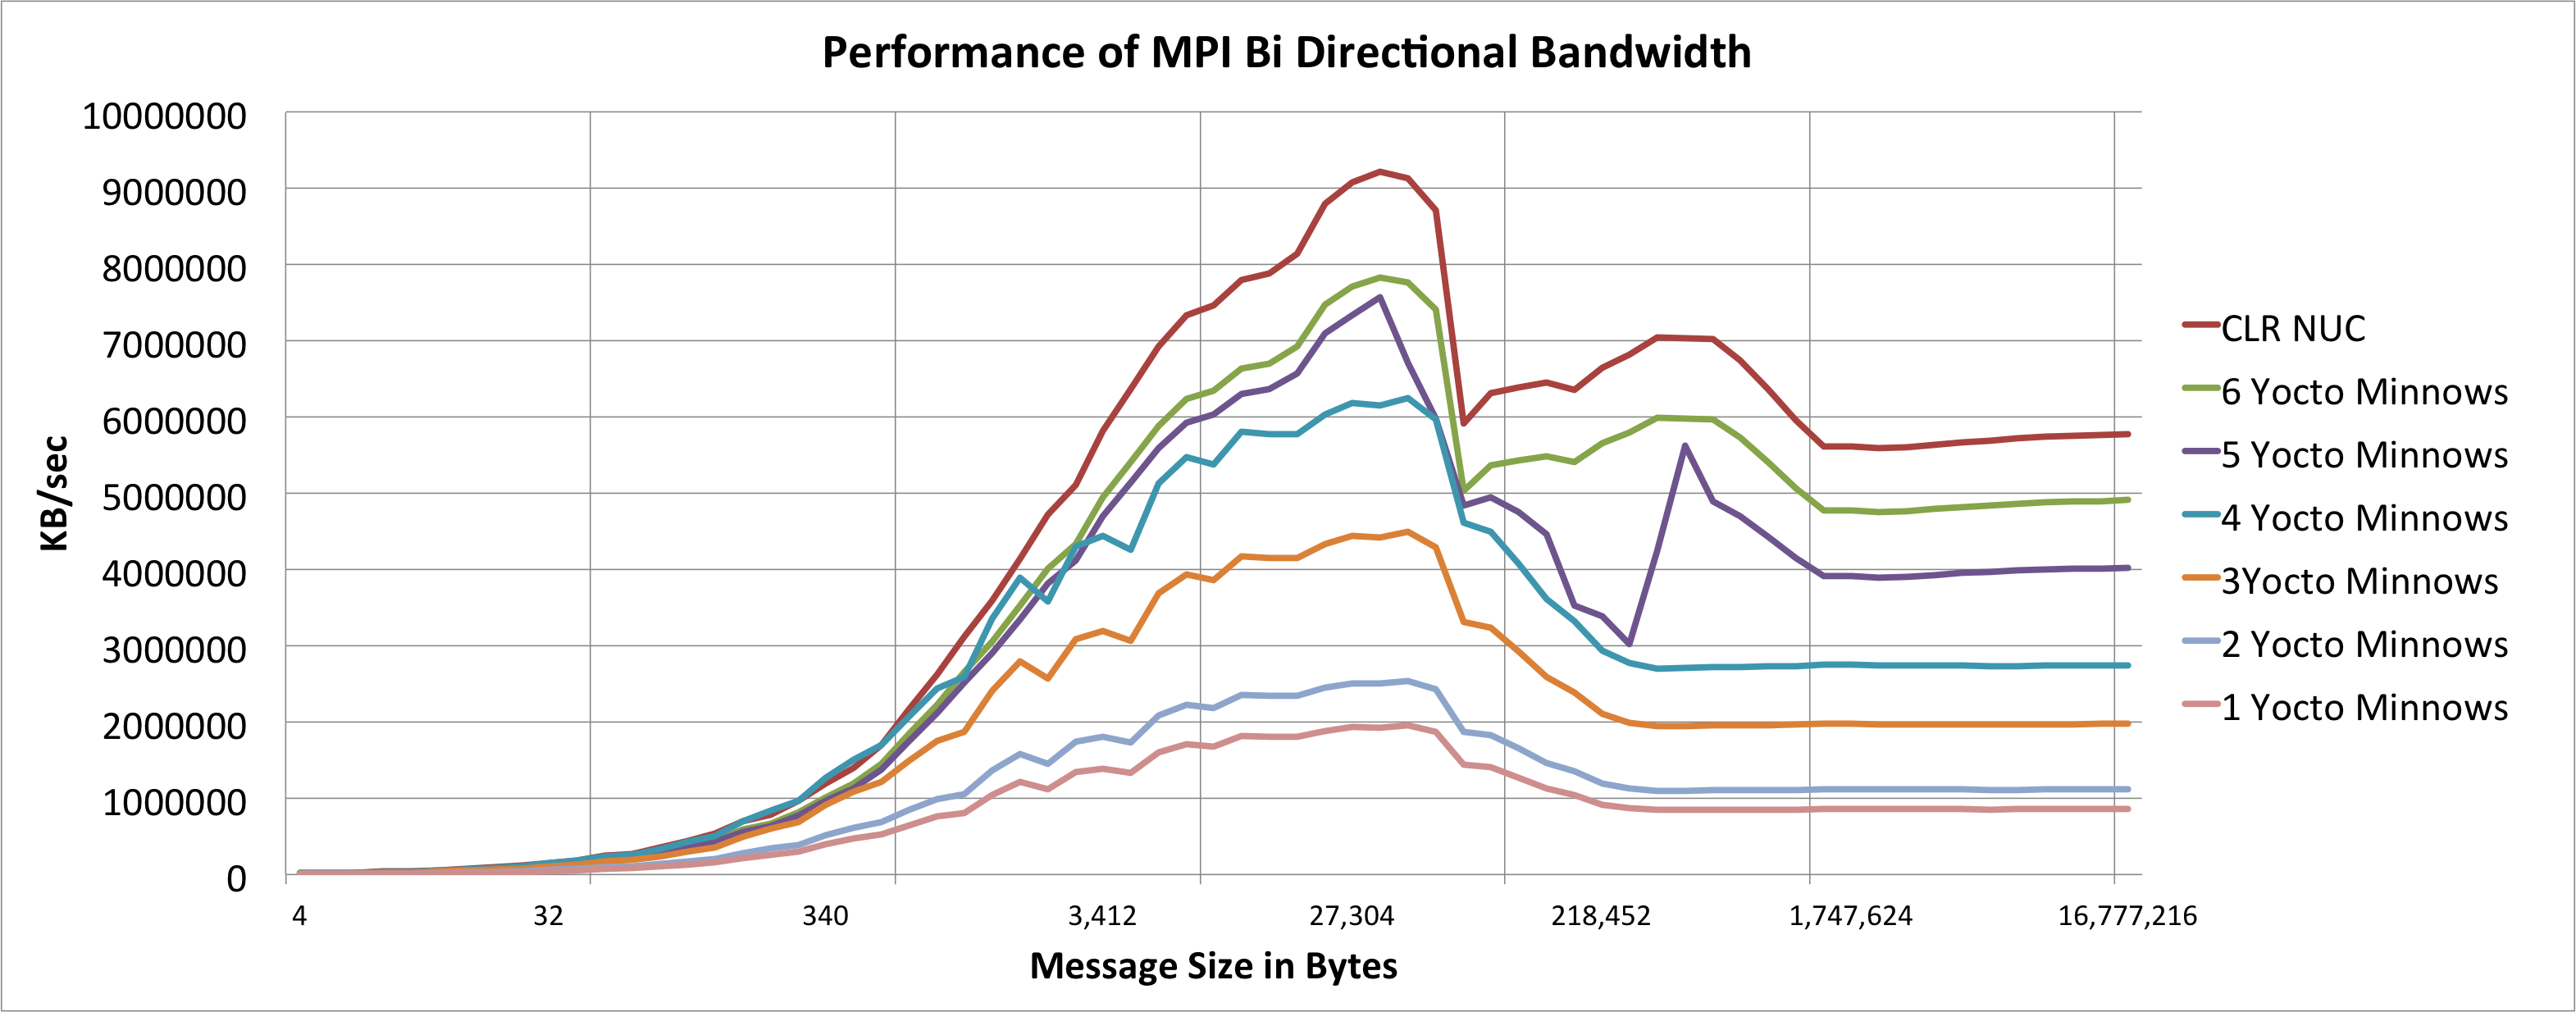 Performance of MPI Bi Directional Bandwidth
10000000
9000000
8000000
7000000
6000000
5000000
4000000
3000000
2000000
1000000
0
KB/sec
4 32 340 3,412 27,304 218,452 1,747,624 16,777,216
Message Size in Bytes
CLR NUC
6 Yocto Minnows
5 Yocto Minnows
4 Yocto Minnows
3Yocto Minnows
2 Yocto Minnows
1 Yocto Minnows